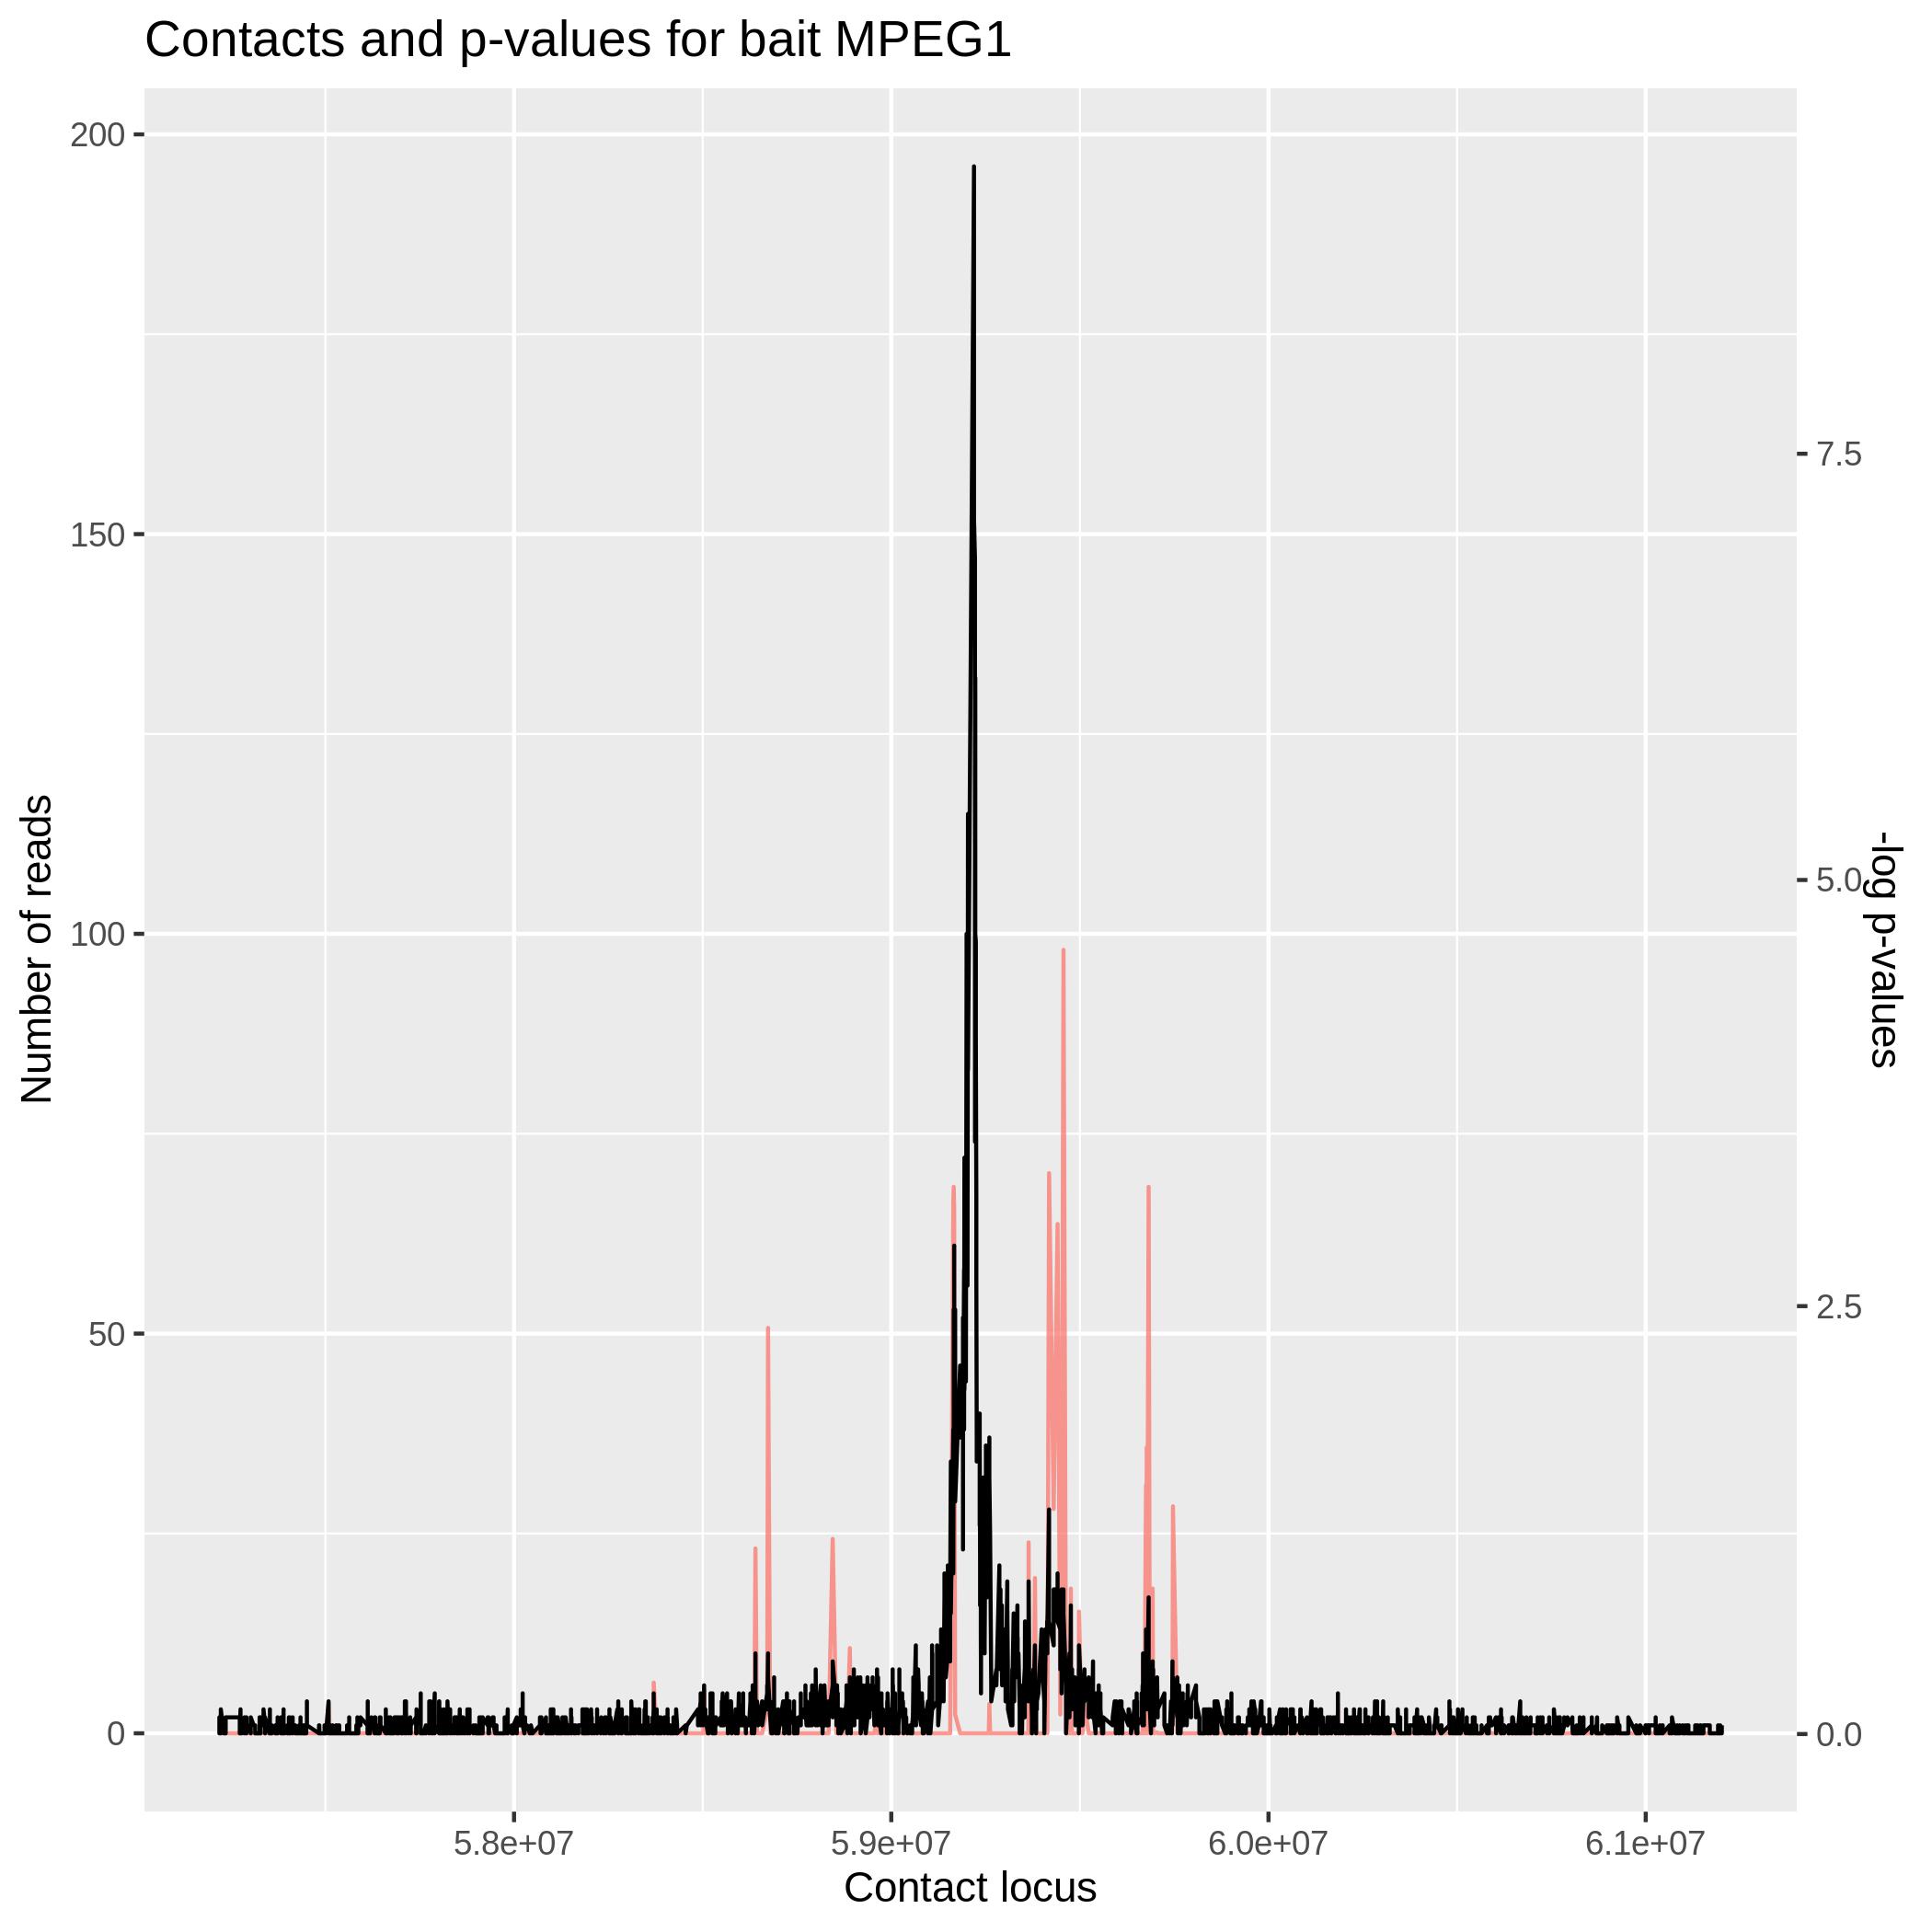 Contacts and p-values for bait MPEG1
200
150
100
50
0
Number of reads
7.5
5.0
2.5
0.0
-log p-values
5.8e+07
5.9e+07
6.0e+07
6.1e+07
Contact locus